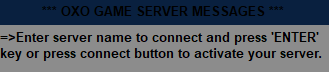 *** OXO GAME SERVER MESSAGES ***
=>Enter server name to connect and press 'ENTER'
key or press connect button to activate your server.